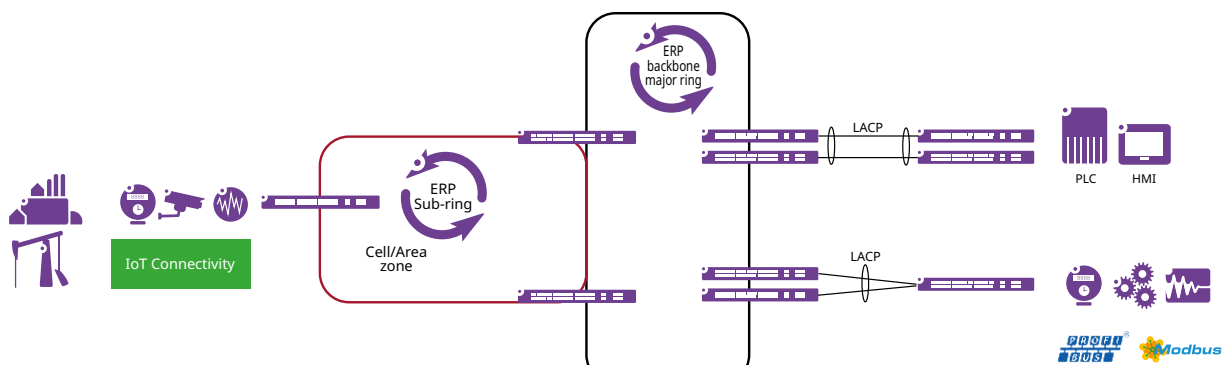 ERP
backbone
major ring
LACP
PLC
HMI
ERP
Sub-ring
Cell/Area
zone
IoT Connectivity
LACP
PROFI
BUS
®
Modbus